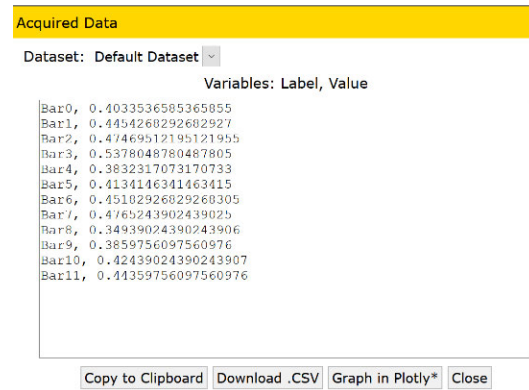 Acquired Data
Dataset: Default Dataset
Variables: Label, Value
Bar0, 0.4033536585365855
Bar1, 0.4454268292682927
Bar2, 0.47469512195121955
Bar3, 0.5378048780487805
Bar4, 0.3832317073170733
Bar5, 0.4134146341463415
Bar6, 0.45182926829268305
Bar7, 0.4765243902439025
Bar8, 0.34939024390243906
Bar9, 0.3859756097560976
Bar10, 0.42439024390243907
Bar11, 0.44359756097560976
Copy to Clipboard Download .CSV Graph in Plotly* Close